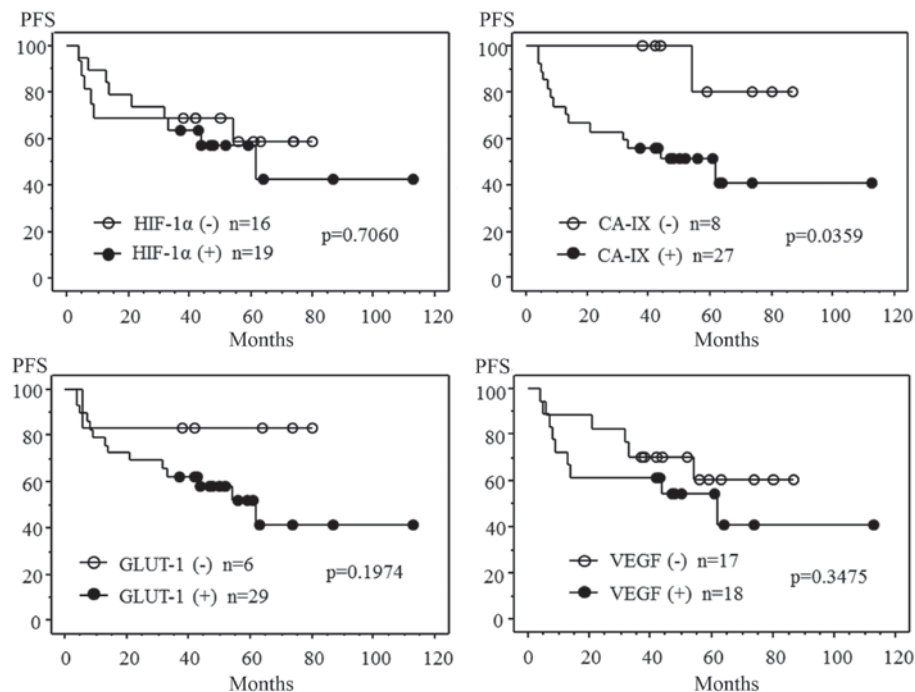 PFS
100
80
60
40
20
0
HIF-1α (-) n=16
HIF-1α (+) n=19
p=0.7060
0 20 40 60 80 100 120
Months
PFS
100
80
60
40
20
0
CA-IX (-) n=8
CA-IX (+) n=27
p=0.0359
0 20 40 60 80 100 120
Months
PFS
100
80
60
40
20
0
GLUT-1 (-) n=6
GLUT-1 (+) n=29
p=0.1974
0 20 40 60 80 100 120
Months
PFS
100
80
60
40
20
0
VEGF (-) n=17
VEGF (+) n=18
p=0.3475
0 20 40 60 80 100 120
Months